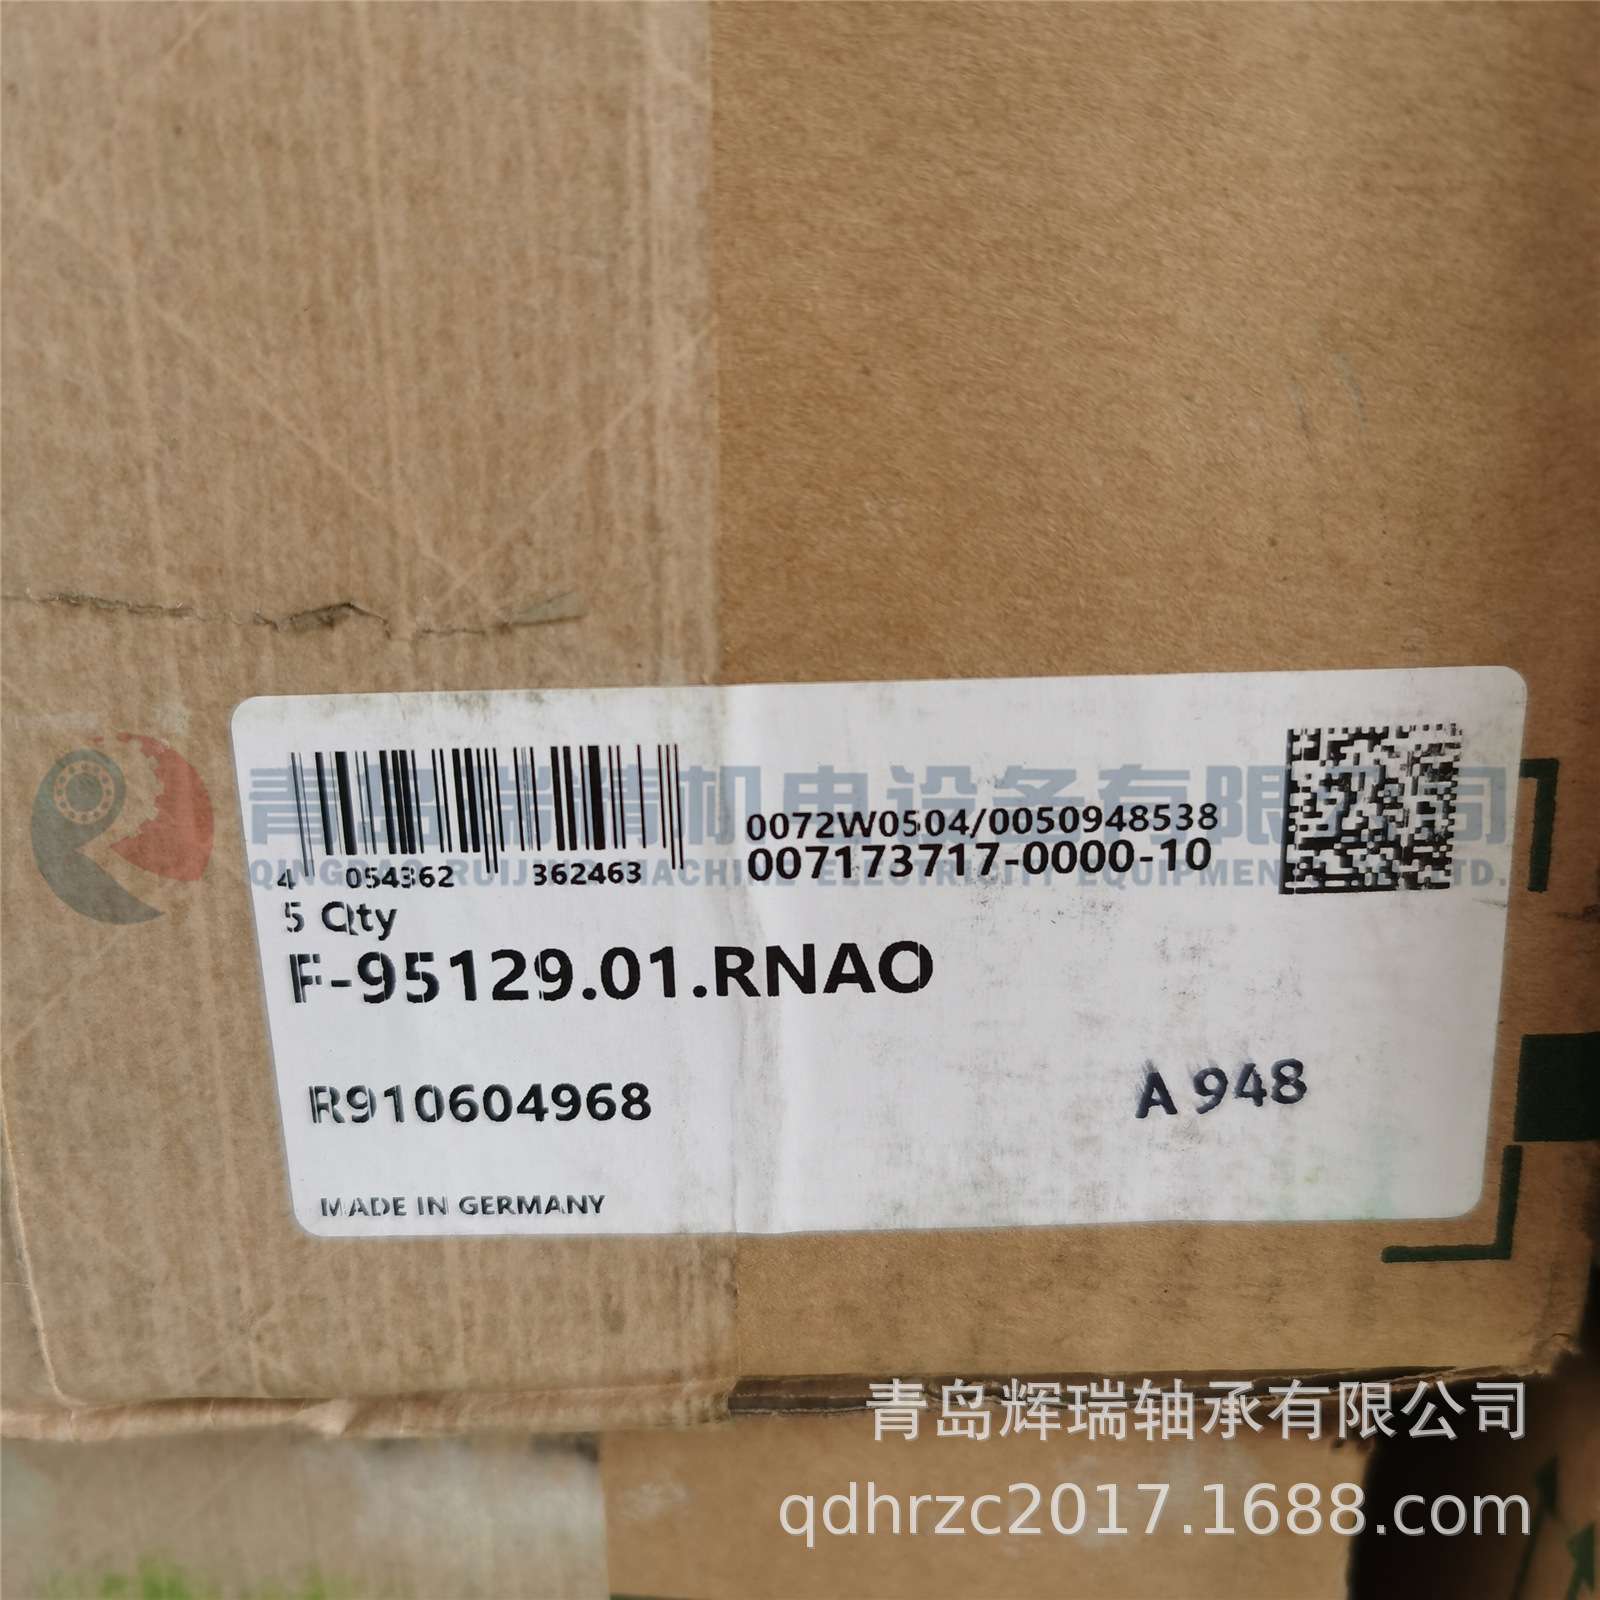 青岛瑞精机电设备有限公司
QINGDAO RUIJING MACHINE ELECTRICITY EQUIPMENT CO.,LTD.
0072W0504/0050948538
007173717-0000-10
4 054362 362463
5 Qty
F-95129.01.RNAO
R910604968
A 948
MADE IN GERMANY
青岛辉瑞轴承有限公司
qdhrzc2017.1688.com